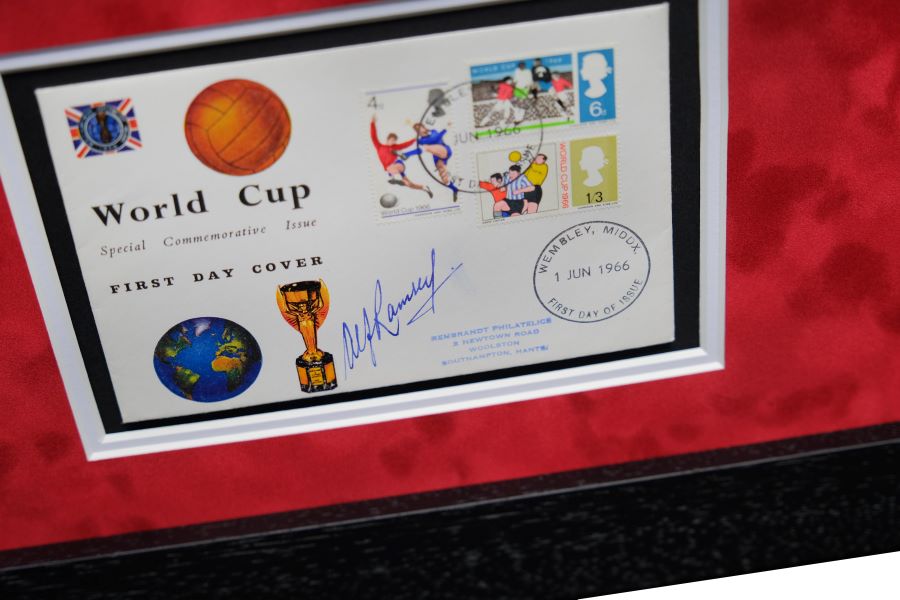 World Cup
Special Commemorative Issue
FIRST DAY COVER
Alf Ramsey
4D
World Cup 1966
WORLD CUP 1966
6D
WORLD CUP 1966
1/3
JUN 1966
WEMBLEY, MIDDX.
1 JUN 1966
FIRST DAY OF ISSUE
REMBRANDT PHILATELICS
2 NEWTOWN ROAD
WOOLSTON
SOUTHAMPTON, HANTS.